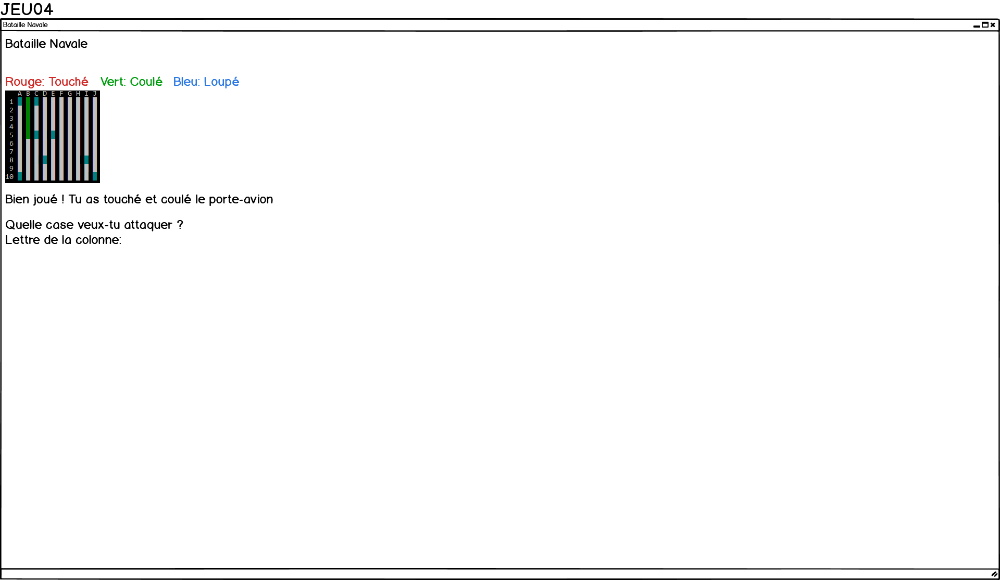 JEU04
Bataille Navale
Bataille Navale
Rouge: Touché Vert: Coulé Bleu: Loupé
A B C D E F G H I J
1
2
3
4
5
6
7
8
9
10
Bien joué ! Tu as touché et coulé le porte-avion
Quelle case veux-tu attaquer ?
Lettre de la colonne: